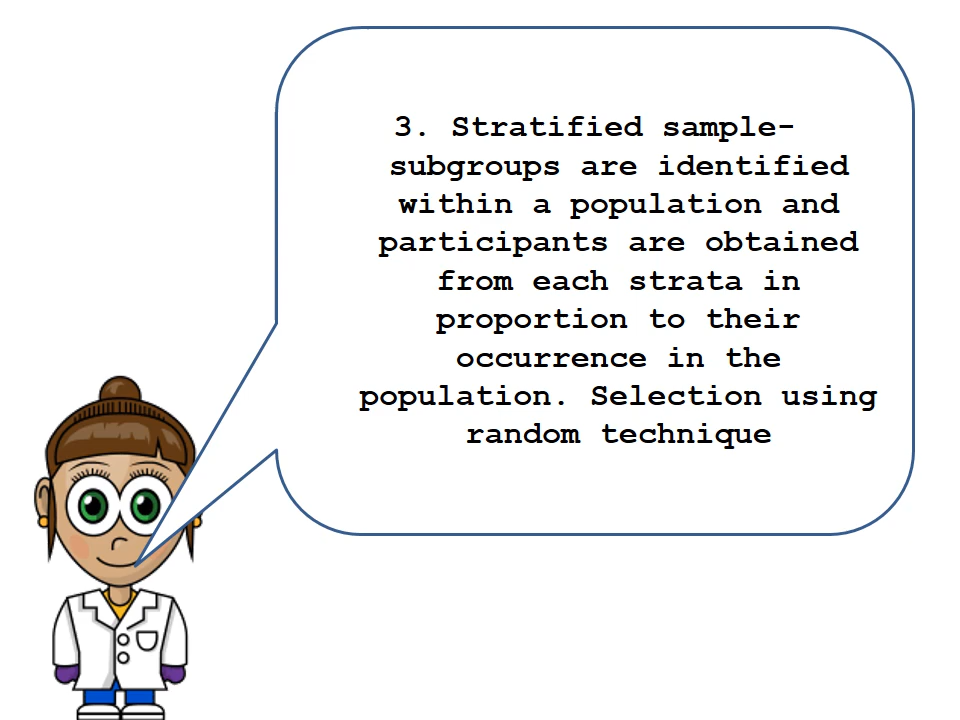 3. Stratified sample-
subgroups are identified
within a population and
participants are obtained
from each strata in
proportion to their
occurrence in the
population. Selection using
random technique